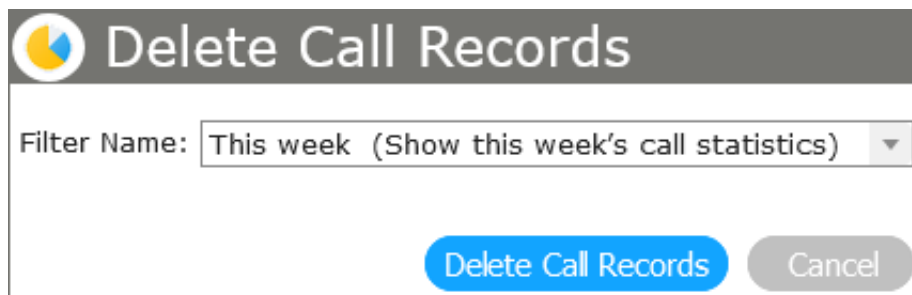 Delete Call Records
Filter Name: This week  (Show this week's call statistics)
Delete Call Records Cancel